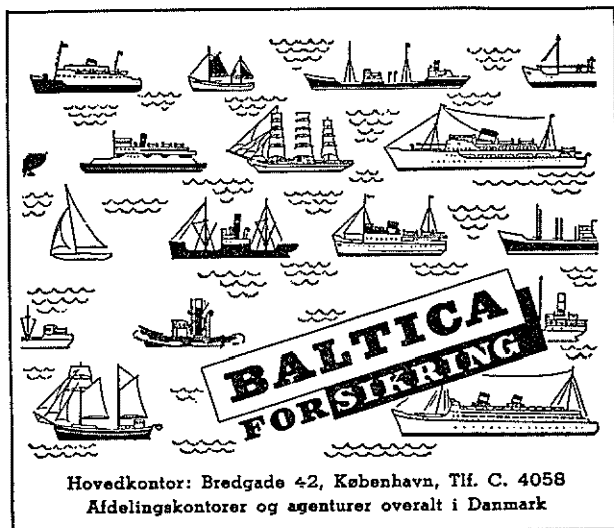 BALTICA
FORSIKRING
Hovedkontor: Bredgade 42, København, Tlf. C. 4058
Afdelingskontorer og agenturer overalt i Danmark